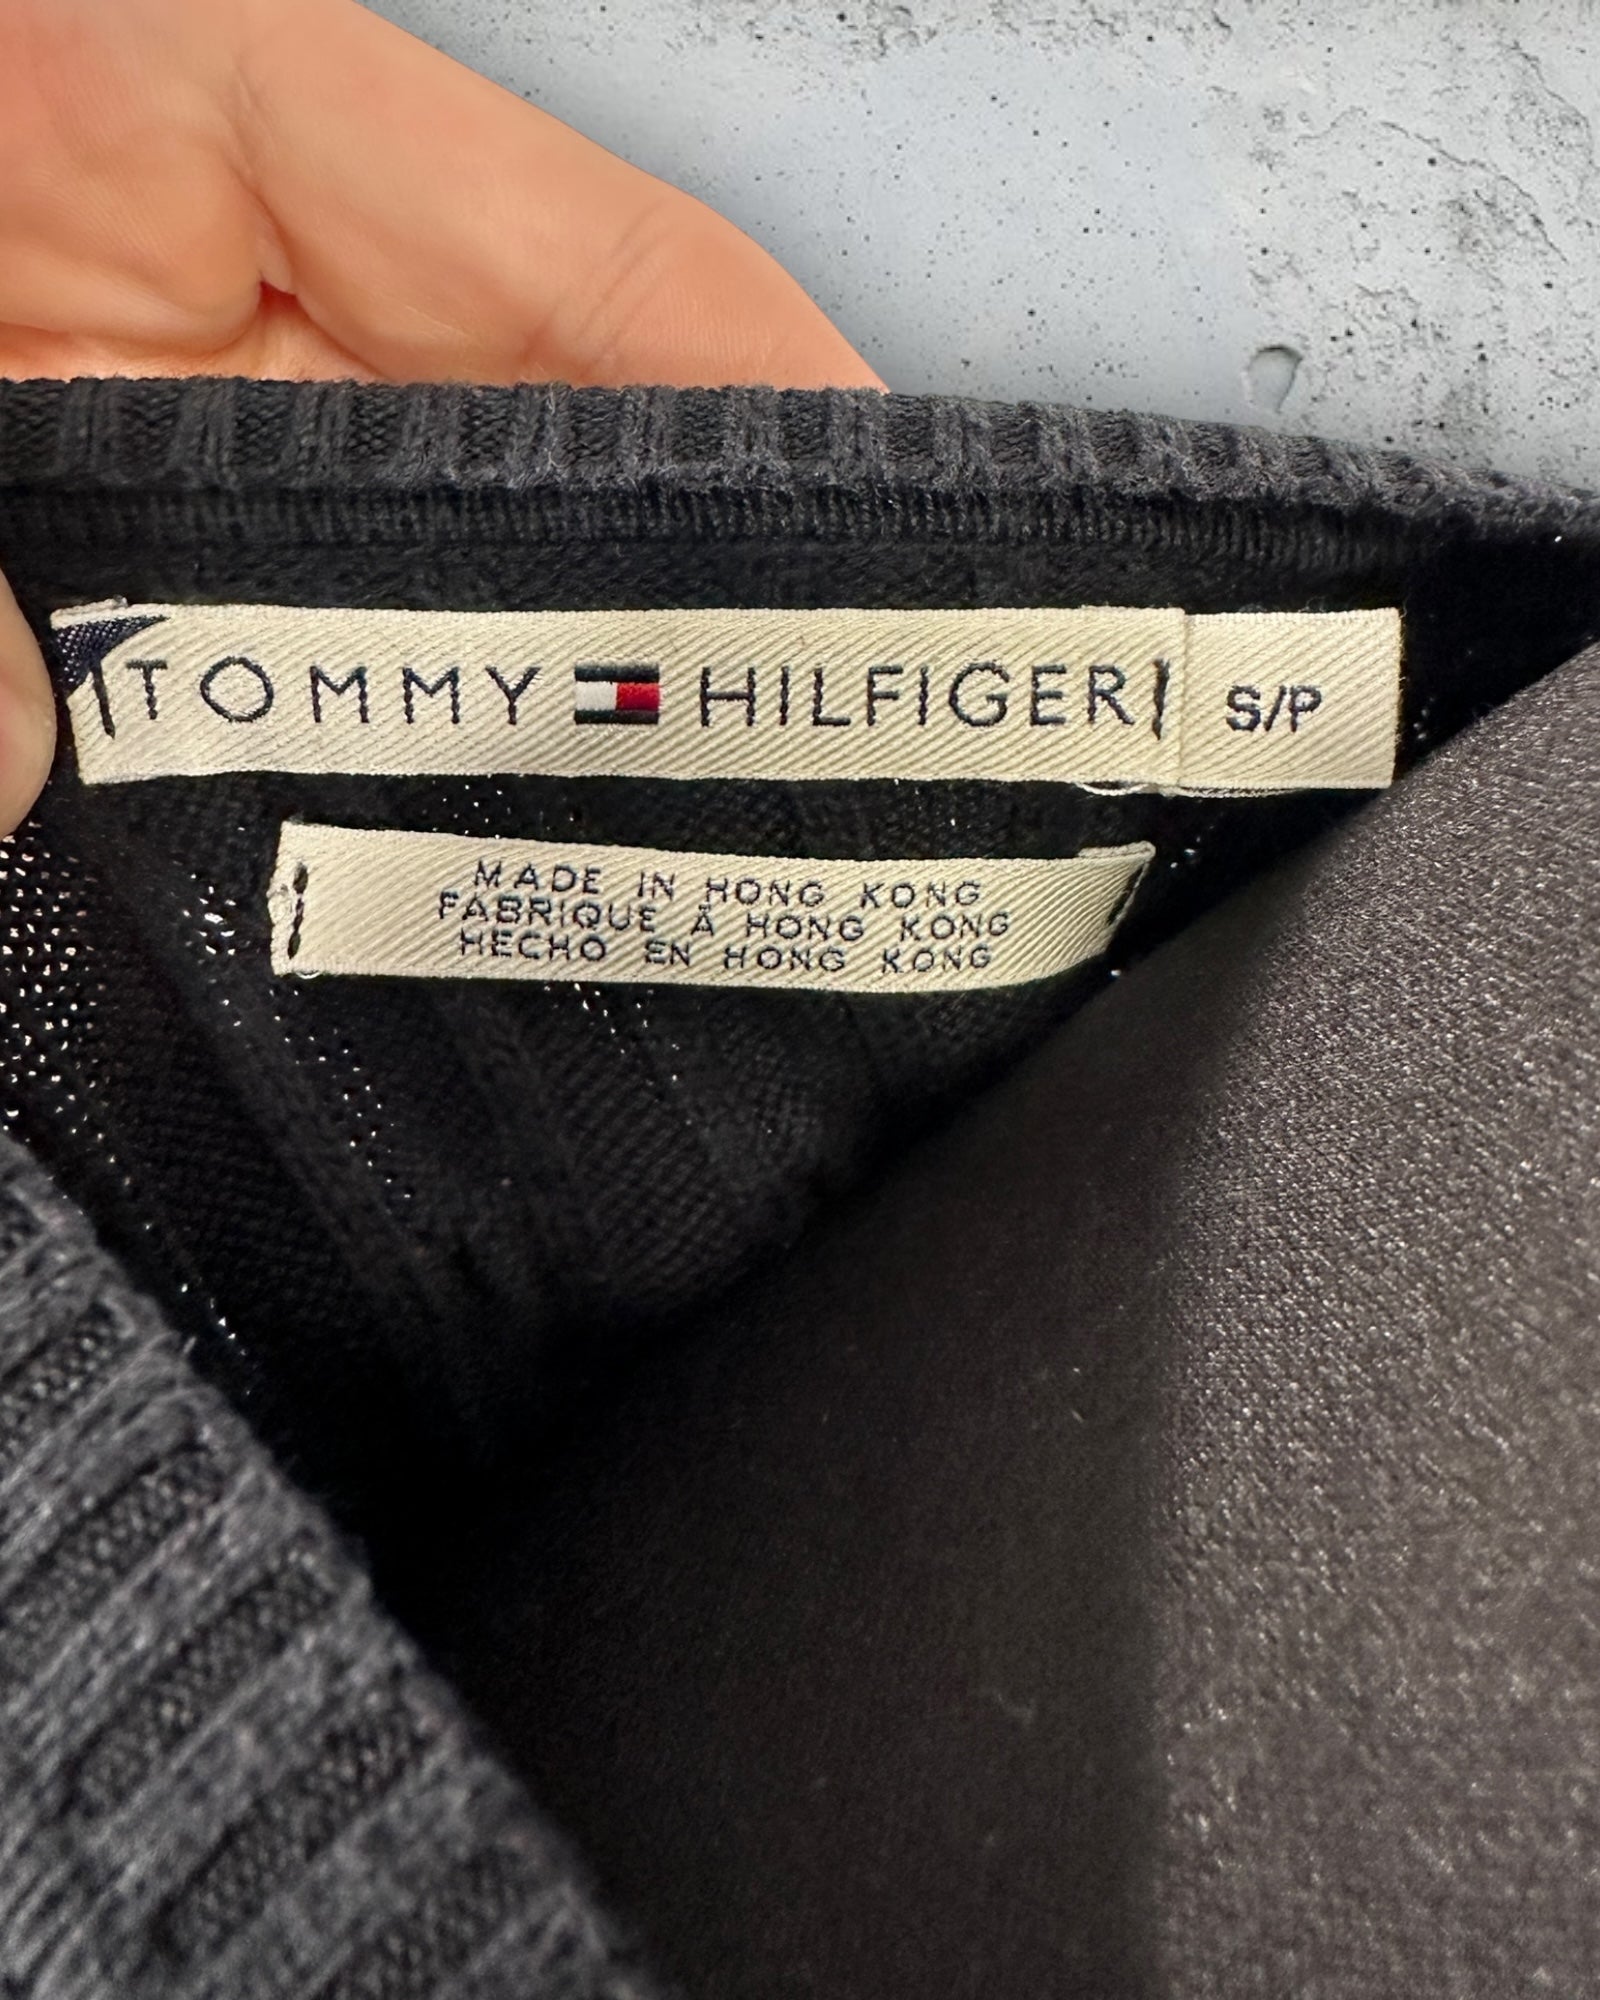 TOMMY HILFIGER S/P
MADE IN HONG KONG
FABRIQUE À HONG KONG
HECHO EN HONG KONG